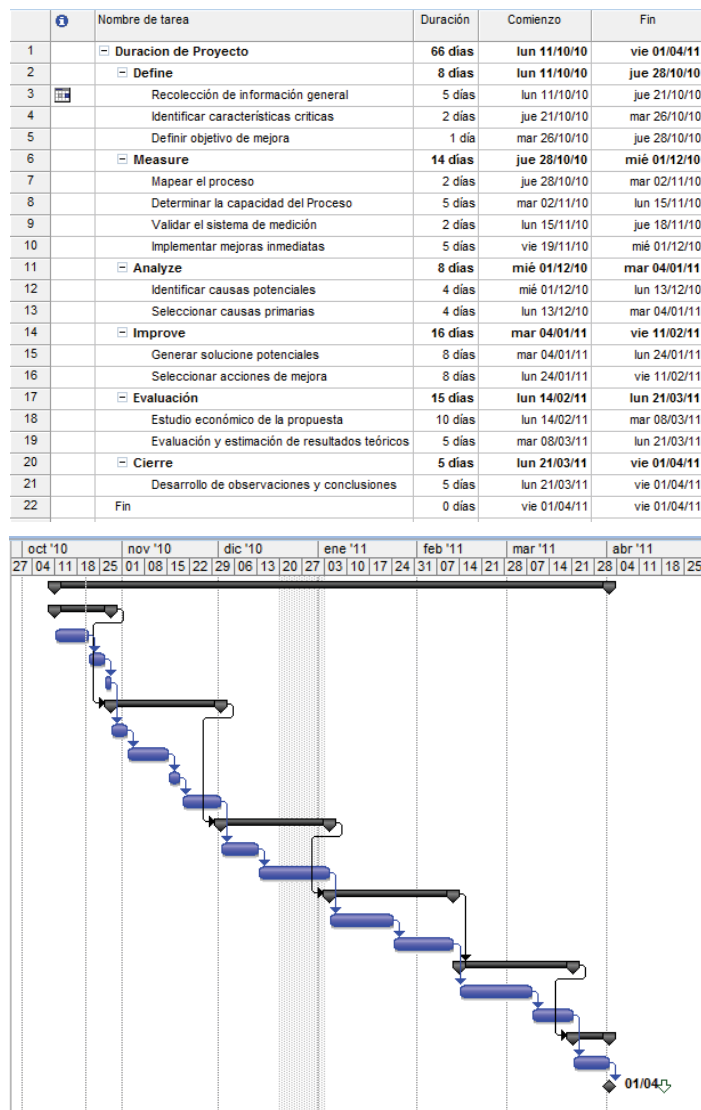 Nombre de tarea Duración Comienzo Fin
1 Duracion de Proyecto 66 días lun 11/10/10 vie 01/04/11
2 Define 8 días lun 11/10/10 jue 28/10/10
3 Recolección de información general 5 días lun 11/10/10 jue 21/10/10
4 Identificar características críticas 2 días jue 21/10/10 mar 26/10/10
5 Definir objetivo de mejora 1 día mar 26/10/10 jue 28/10/10
6 Measure 14 días jue 28/10/10 mié 01/12/10
7 Mapear el proceso 2 días jue 28/10/10 mar 02/11/10
8 Determinar la capacidad del Proceso 5 días mar 02/11/10 lun 15/11/10
9 Validar el sistema de medición 2 días lun 15/11/10 jue 18/11/10
10 Implementar mejoras inmediatas 5 días vie 19/11/10 mié 01/12/10
11 Analyze 8 días mié 01/12/10 mar 04/01/11
12 Identificar causas potenciales 4 días mié 01/12/10 lun 13/12/10
13 Seleccionar causas primarias 4 días lun 13/12/10 mar 04/01/11
14 Improve 16 días mar 04/01/11 vie 11/02/11
15 Generar solucione potenciales 8 días mar 04/01/11 lun 24/01/11
16 Seleccionar acciones de mejora 8 días lun 24/01/11 vie 11/02/11
17 Evaluación 15 días lun 14/02/11 lun 21/03/11
18 Estudio económico de la propuesta 10 días lun 14/02/11 mar 08/03/11
19 Evaluación y estimación de resultados teóricos 5 días mar 08/03/11 lun 21/03/11
20 Cierre 5 días lun 21/03/11 vie 01/04/11
21 Desarrollo de observaciones y conclusiones 5 días lun 21/03/11 vie 01/04/11
22 Fin 0 días vie 01/04/11 vie 01/04/11
oct '10 nov '10 dic '10 ene '11 feb '11 mar '11 abr '11
27 04 11 18 25 01 08 15 22 29 06 13 20 27 03 10 17 24 31 07 14 21 28 07 14 21 28 04 11 18 25
01/04